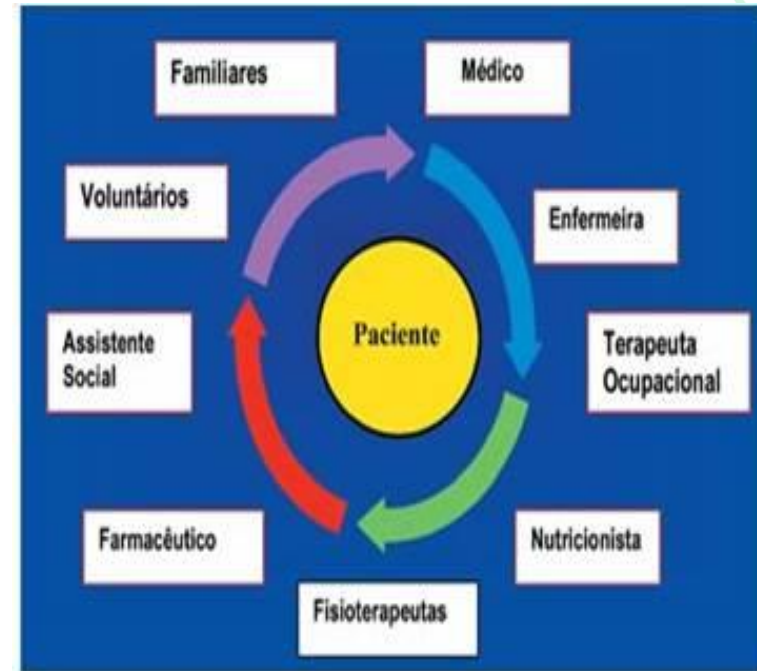 Familiares
Médico
Voluntários
Enfermeira
Paciente
Assistente
Social
Terapeuta
Ocupacional
Farmacêutico
Nutricionista
Fisioterapeutas